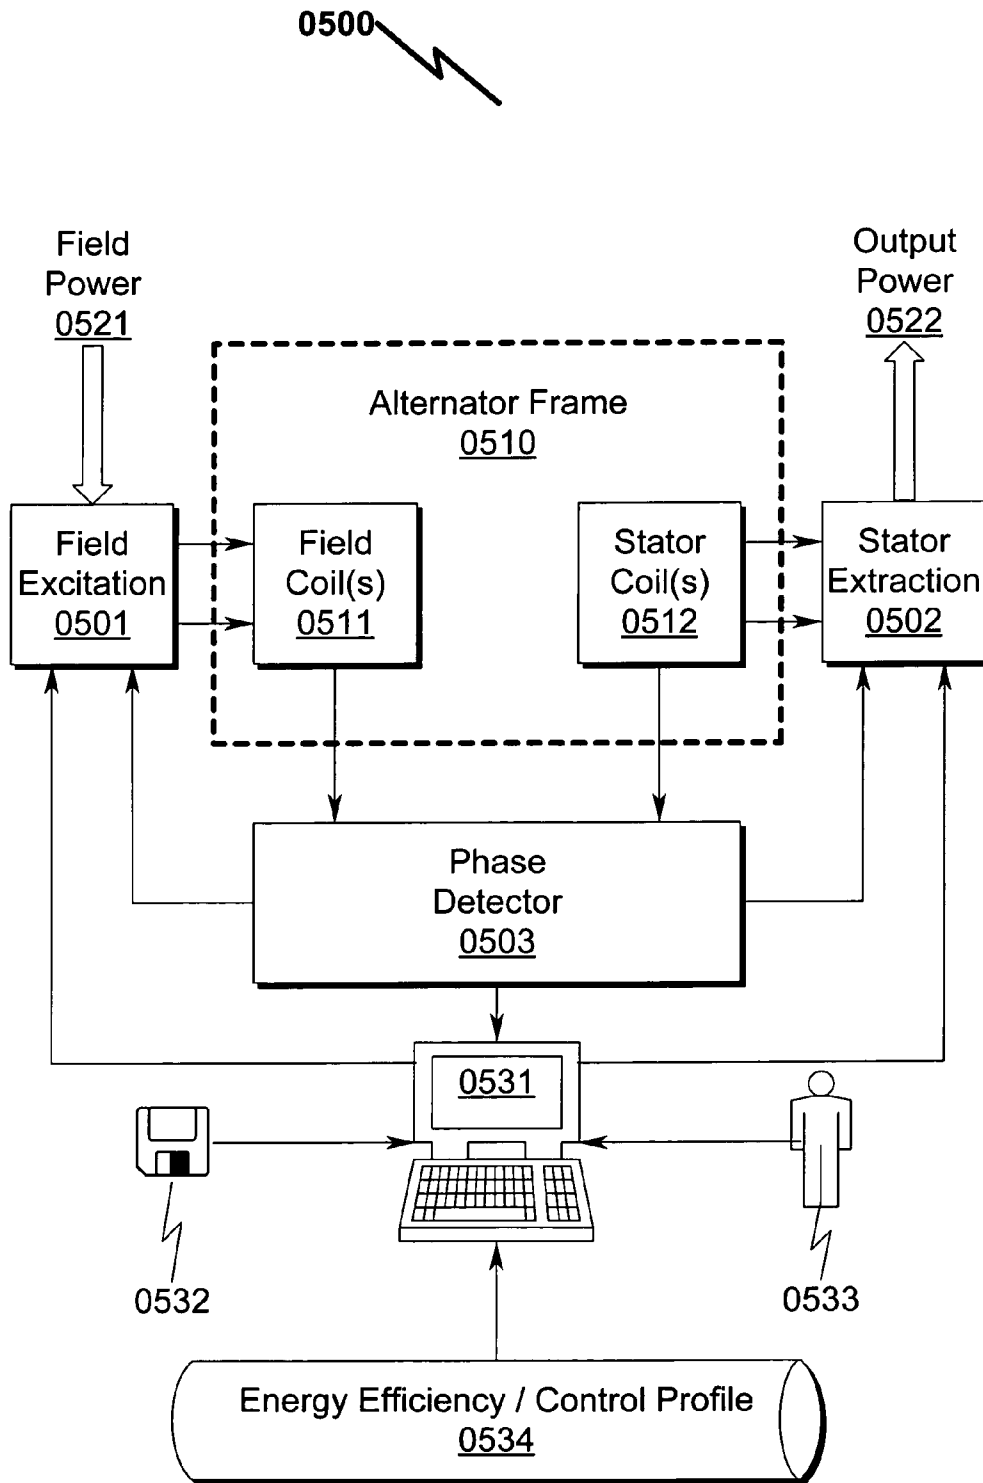 0500
Field
Power
0521
Output
Power
0522
Alternator Frame
0510
Field
Excitation
0501
Field
Coil(s)
0511
Stator
Coil(s)
0512
Stator
Extraction
0502
Phase
Detector
0503
0531
0532
0533
Energy Efficiency / Control Profile
0534